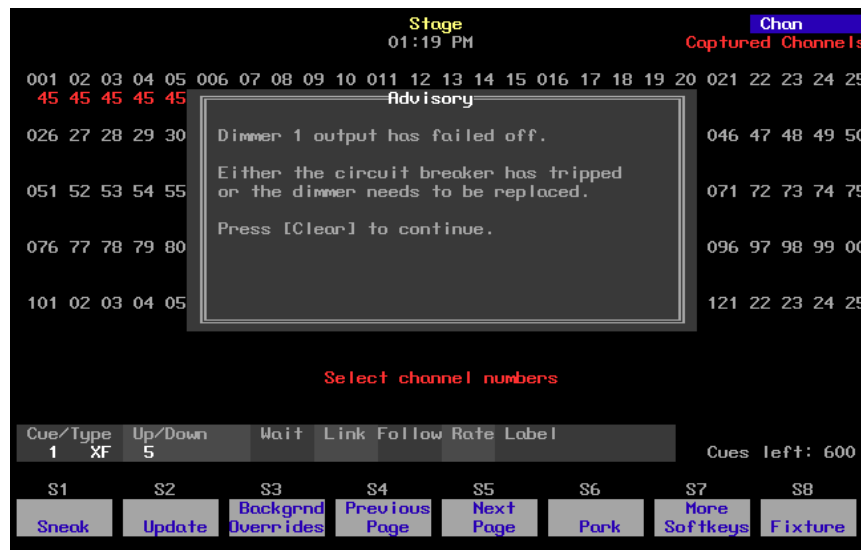 Stage Chan
01:19 PM Captured Channels
001 02 03 04 05 006 07 08 09 10 011 12 13 14 15 016 17 18 19 20 021 22 23 24 25
45 45 45 45 45
Advisory
026 27 28 29 30 Dimmer 1 output has failed off. 046 47 48 49 50
Either the circuit breaker has tripped
051 52 53 54 55 or the dimmer needs to be replaced. 071 72 73 74 75
Press [Clear] to continue.
076 77 78 79 80 096 97 98 99 00
101 02 03 04 05 121 22 23 24 25
Select channel numbers
Cue/Type Up/Down Wait Link Follow Rate Label
1 XF 5 Cues left: 600
S1 S2 S3 S4 S5 S6 S7 S8
Backgrnd Previous Next More
Sneak Update Overrides Page Page Park Softkeys Fixture